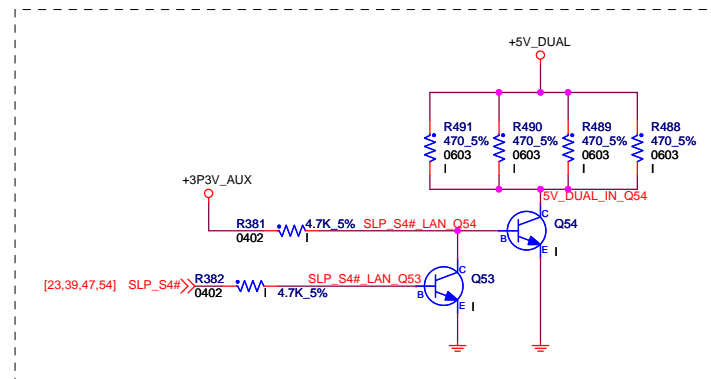 +5V_DUAL
R491 R490 R489 R488
470_5% 470_5% 470_5% 470_5%
0603 0603 0603 0603
I I I I
+3P3V_AUX
5V_DUAL_IN_Q54
R381 4.7K_5% SLP_S4#_LAN_Q54
0402 I
C Q54
B
E I
[23,39,47,54] SLP_S4# R382 SLP_S4#_LAN_Q53
0402 I 4.7K_5%
C Q53
B
E I